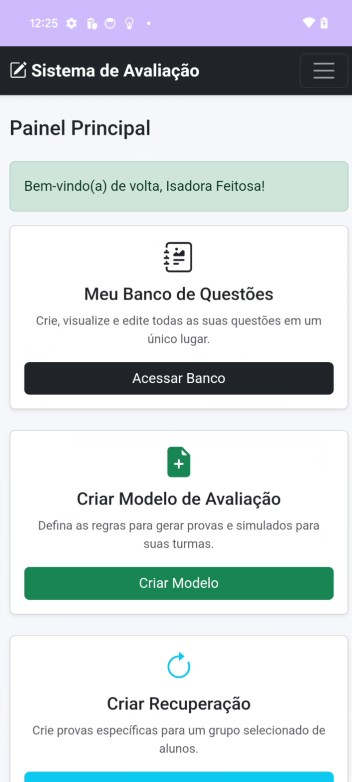 12:25
Sistema de Avaliação
Painel Principal
Bem-vindo(a) de volta, Isadora Feitosa!
Meu Banco de Questões
Crie, visualize e edite todas as suas questões em um
único lugar.
Acessar Banco
Criar Modelo de Avaliação
Defina as regras para gerar provas e simulados para
suas turmas.
Criar Modelo
Criar Recuperação
Crie provas específicas para um grupo selecionado de
alunos.